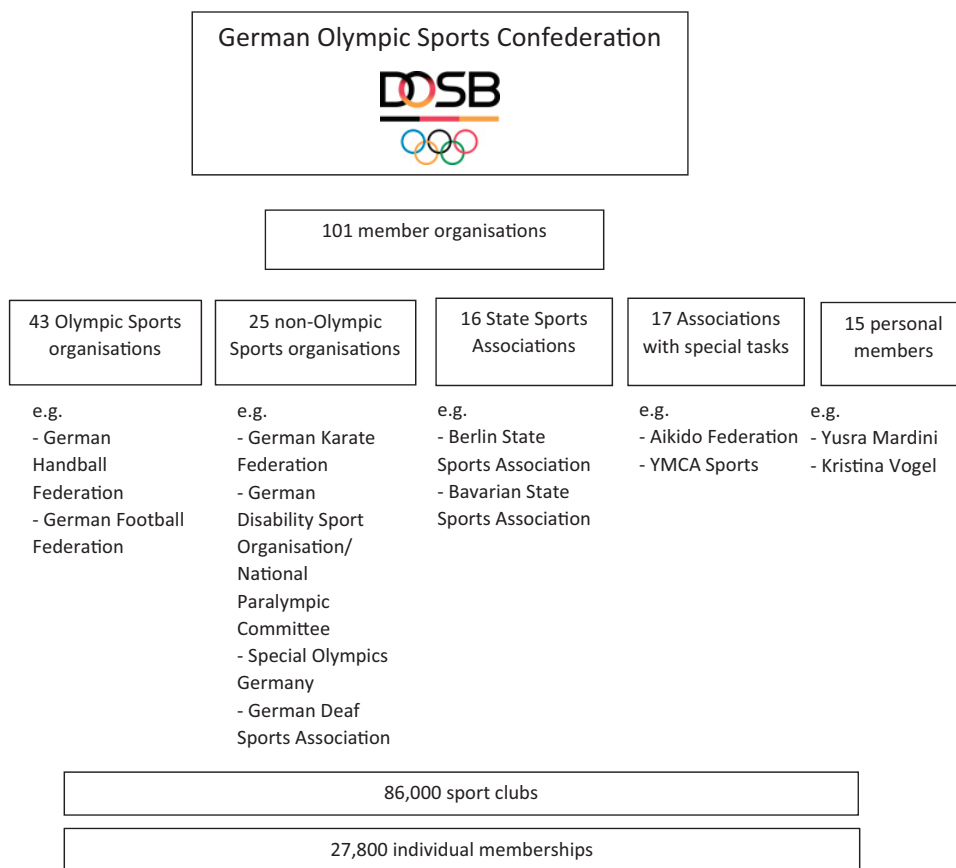 German Olympic Sports Confederation
DOSB
101 member organisations
43 Olympic Sports
organisations
25 non-Olympic
Sports organisations
16 State Sports
Associations
17 Associations
with special tasks
15 personal
members
e.g.
- German
Handball
Federation
- German Football
Federation
e.g.
- German Karate
Federation
- German
Disability Sport
Organisation/
National
Paralympic
Committee
- Special Olympics
Germany
- German Deaf
Sports Association
e.g.
- Berlin State
Sports Association
- Bavarian State
Sports Association
e.g.
- Aikido Federation
- YMCA Sports
e.g.
- Yusra Mardini
- Kristina Vogel
86,000 sport clubs
27,800 individual memberships